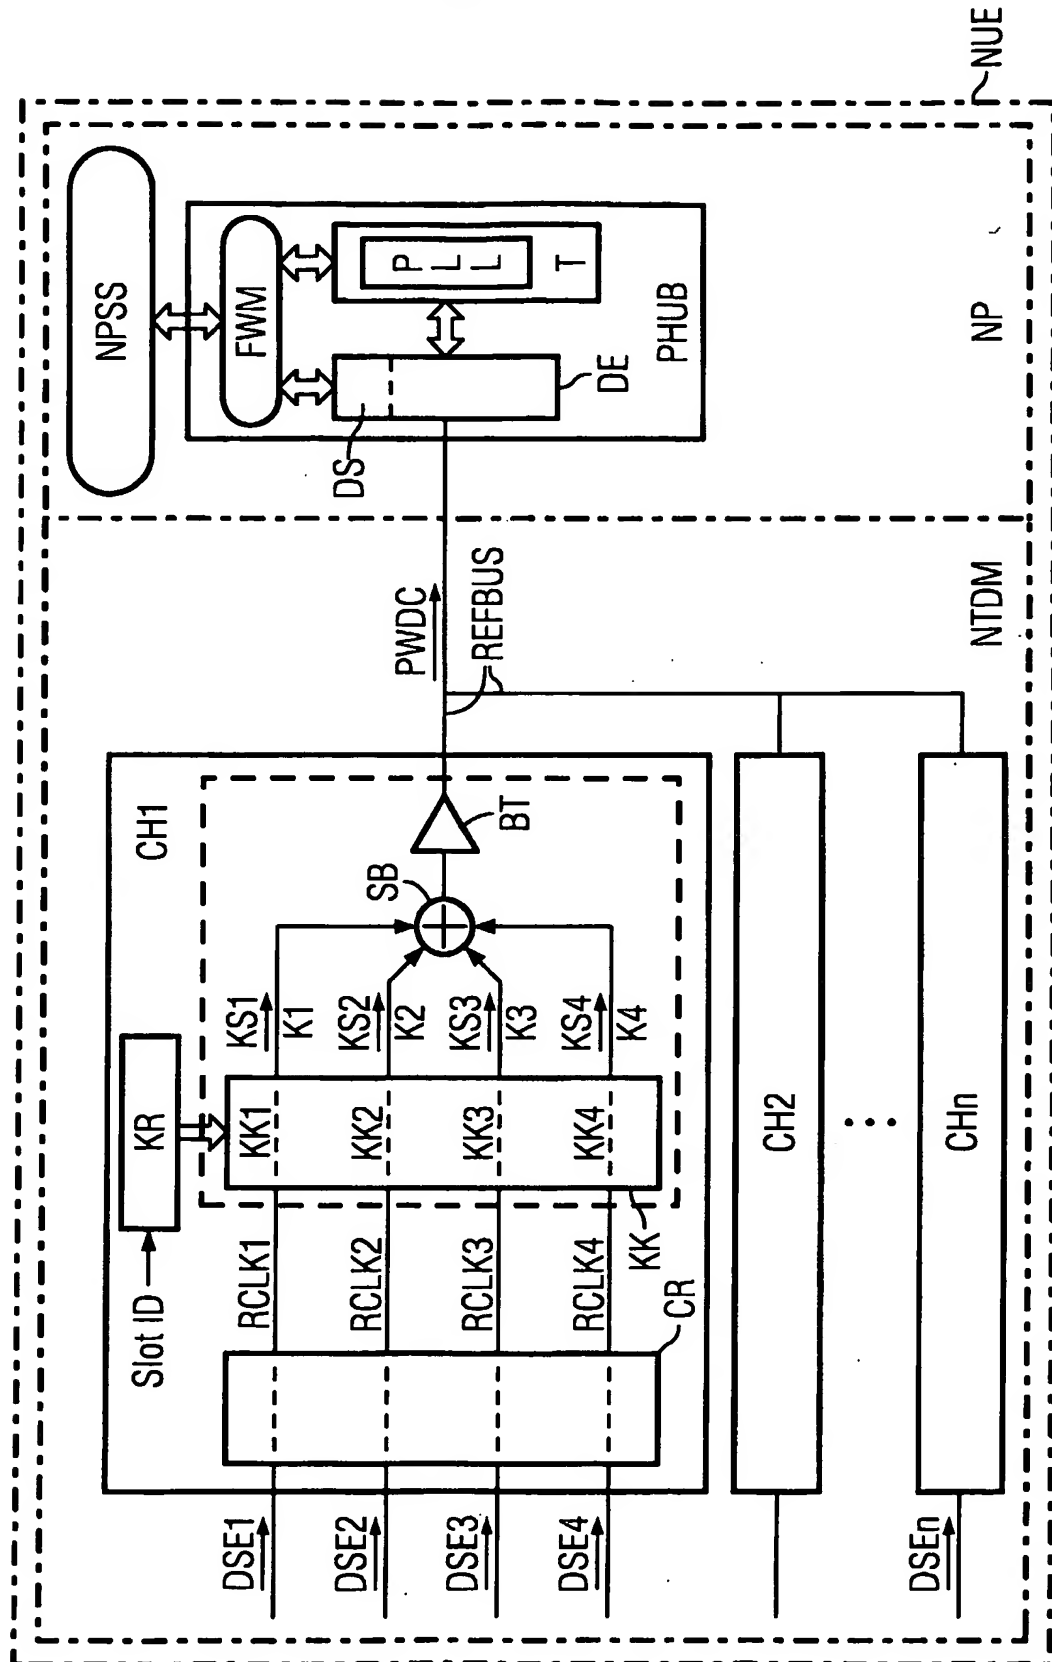 NUE
NPSS
FWM
P
L
L
T
DS
DE
PHUB
NP
PWDC
REFBUS
NTDM
CH1
SB
BT
KR
Slot ID
KS1
K1
KS2
K2
KS3
K3
KS4
K4
KK1
KK2
KK3
KK4
KK
RCLK1
RCLK2
RCLK3
RCLK4
CR
DSE1
DSE2
DSE3
DSE4
CH2
CHn
DSEn